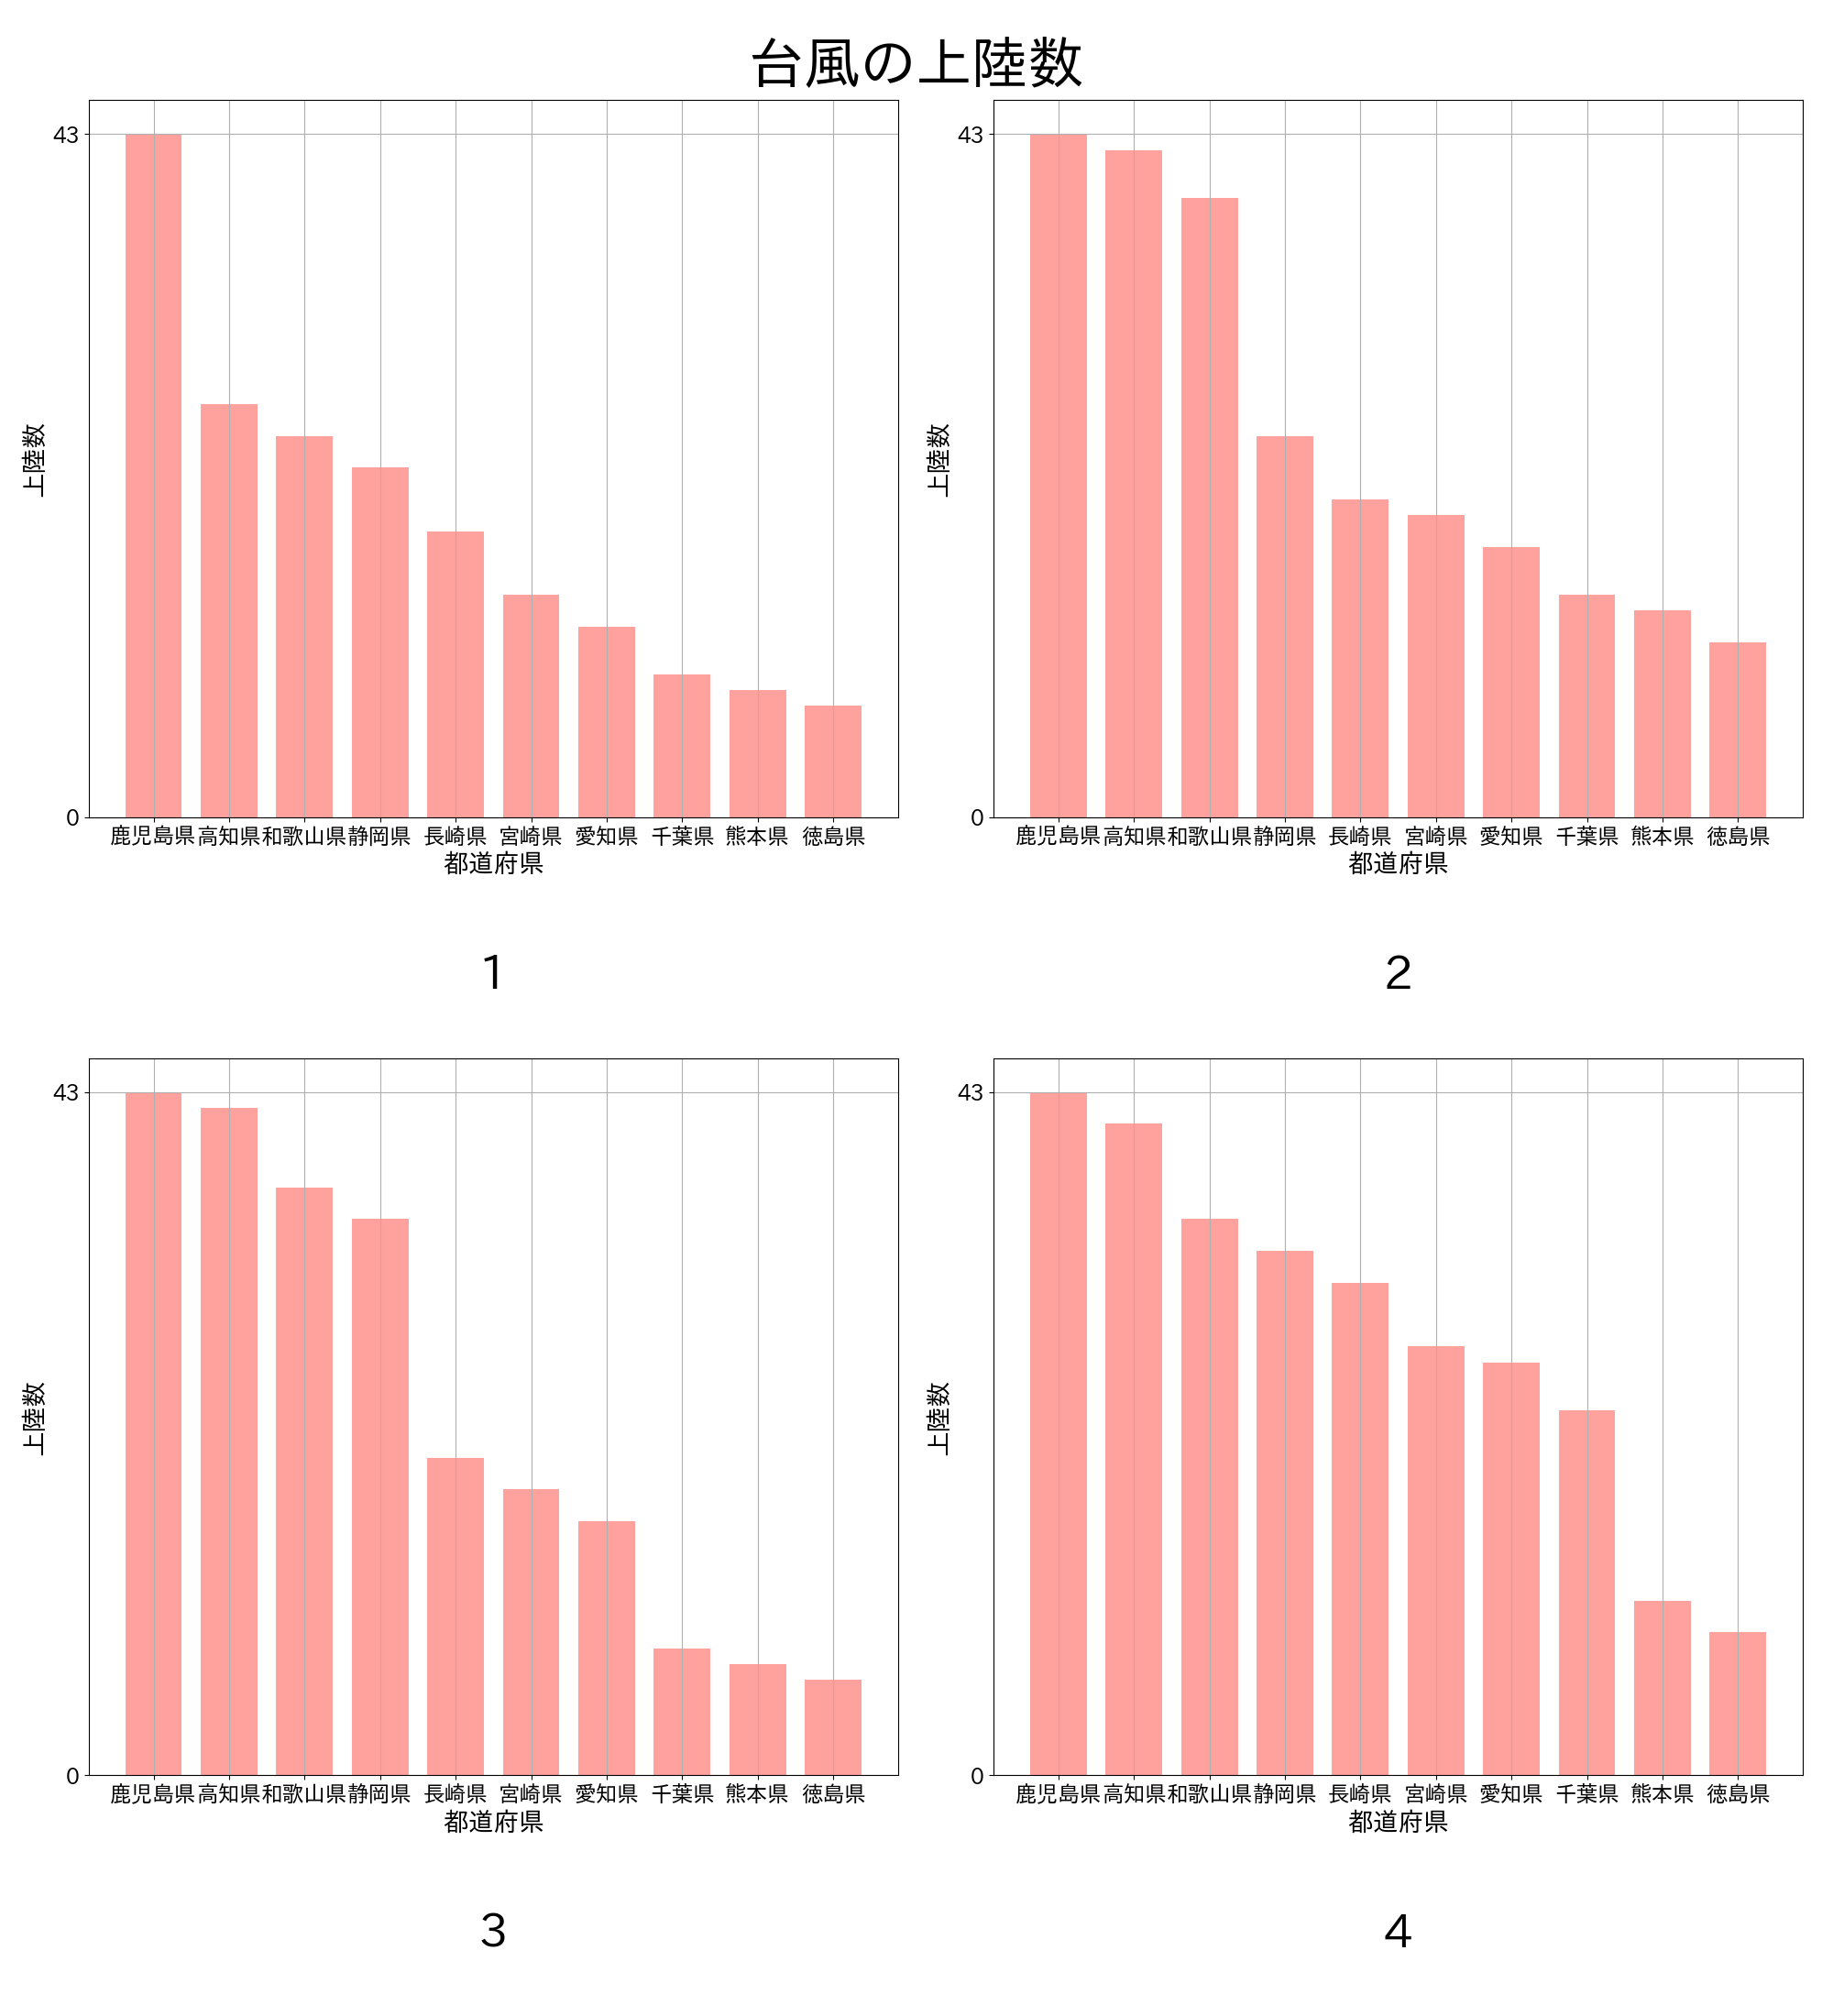 台風の上陸数
43
0
上陸数
鹿児島県 高知県 和歌山県 静岡県 長崎県 宮崎県 愛知県 千葉県 熊本県 徳島県
都道府県
1
43
0
上陸数
鹿児島県 高知県 和歌山県 静岡県 長崎県 宮崎県 愛知県 千葉県 熊本県 徳島県
都道府県
2
43
0
上陸数
鹿児島県 高知県 和歌山県 静岡県 長崎県 宮崎県 愛知県 千葉県 熊本県 徳島県
都道府県
3
43
0
上陸数
鹿児島県 高知県 和歌山県 静岡県 長崎県 宮崎県 愛知県 千葉県 熊本県 徳島県
都道府県
4